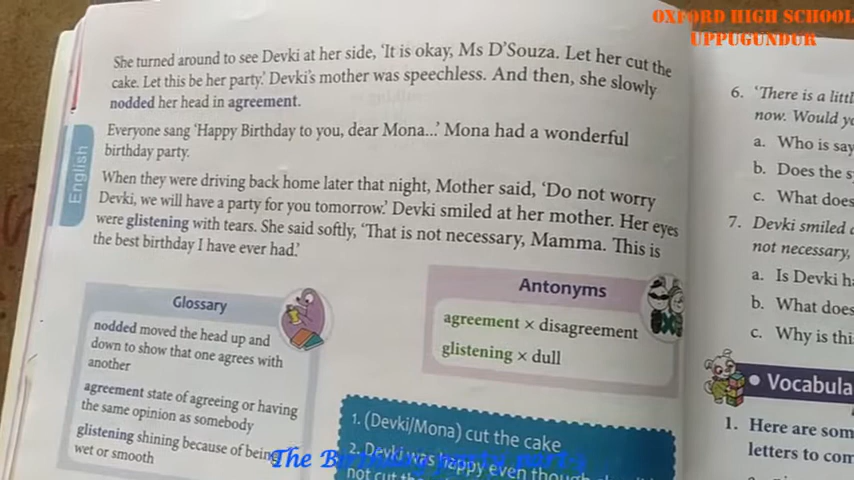 OXFORD HIGH SCHOOL
UPPUGUNDUR
She turned around to see Devki at her side, 'It is okay, Ms D'Souza. Let her cut the
cake. Let this be her party.' Devki's mother was speechless. And then, she slowly
nodded her head in agreement.
Everyone sang 'Happy Birthday to you, dear Mona...' Mona had a wonderful
birthday party.
When they were driving back home later that night, Mother said, 'Do not worry
Devki, we will have a party for you tomorrow.' Devki smiled at her mother. Her eyes
were glistening with tears. She said softly, 'That is not necessary, Mamma. This is
the best birthday I have ever had.'
English
Glossary
nodded moved the head up and
down to show that one agrees with
another
agreement state of agreeing or having
the same opinion as somebody
glistening shining because of being
wet or smooth
Antonyms
agreement × disagreement
glistening × dull
1. (Devki/Mona) cut the cake
2. Devki was happy even though
not cut the
6. 'There is a
now. Would
a. Who is
b. Does the
c. What does
7. Devki smiled
not necessary,
a. Is Devki
b. What does
c. Why is
• Vocabula
1. Here are som
letters to com
The Birthday party part-3